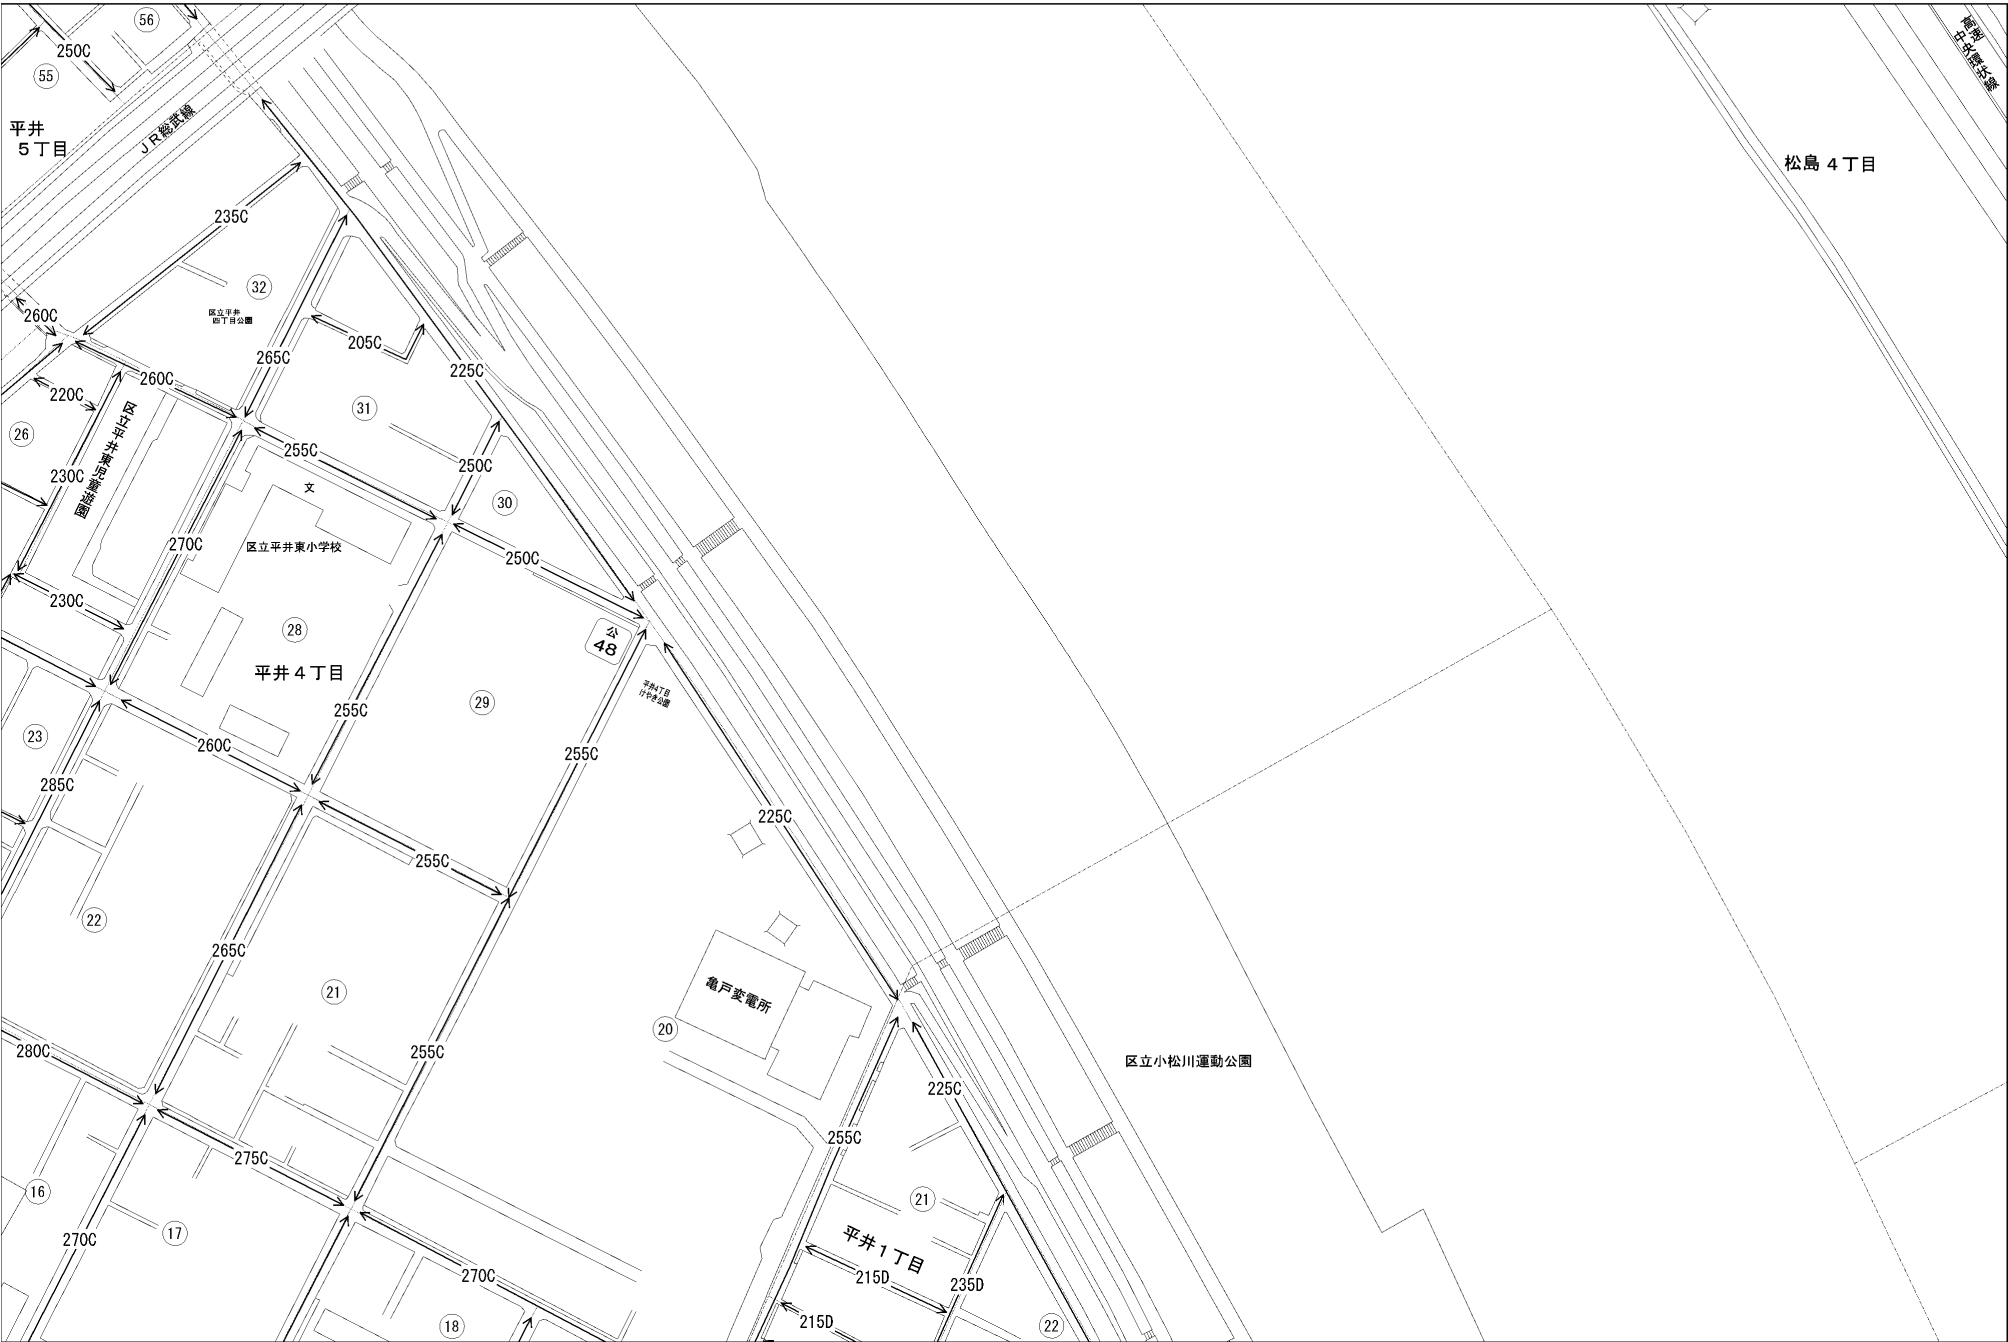 56
250C
55
高速
中央環状線
平井
5丁目
JR総武線
松島 4丁目
235C
32
区立平井
四丁目公園
260C
265C
205C
225C
260C
220C
31
26
区立平井東児童遊園
255C
250C
230C
文
30
270C
区立平井東小学校
250C
230C
28
公
48
平井4丁目
平井4丁目
けやき公園
29
255C
23
260C
255C
285C
225C
255C
22
265C
21
亀戸変電所
20
280C
255C
区立小松川運動公園
225C
255C
275C
16
21
17
270C
平井1丁目
270C
215D
235D
215D
18
22